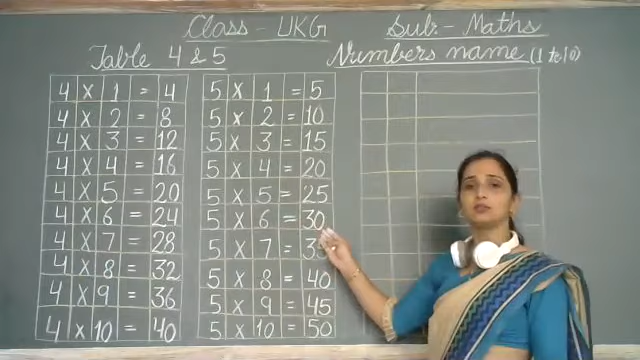 Class - UKG
Sub:- Maths
Table 4 & 5
Numbers name (1 to 10)
4 x 1 = 4
4 x 2 = 8
4 x 3 = 12
4 x 4 = 16
4 x 5 = 20
4 x 6 = 24
4 x 7 = 28
4 x 8 = 32
4 x 9 = 36
4 x 10 = 40
5 x 1 = 5
5 x 2 = 10
5 x 3 = 15
5 x 4 = 20
5 x 5 = 25
5 x 6 = 30
5 x 7 = 3
5 x 8 = 40
5 x 9 = 45
5 x 10 = 50